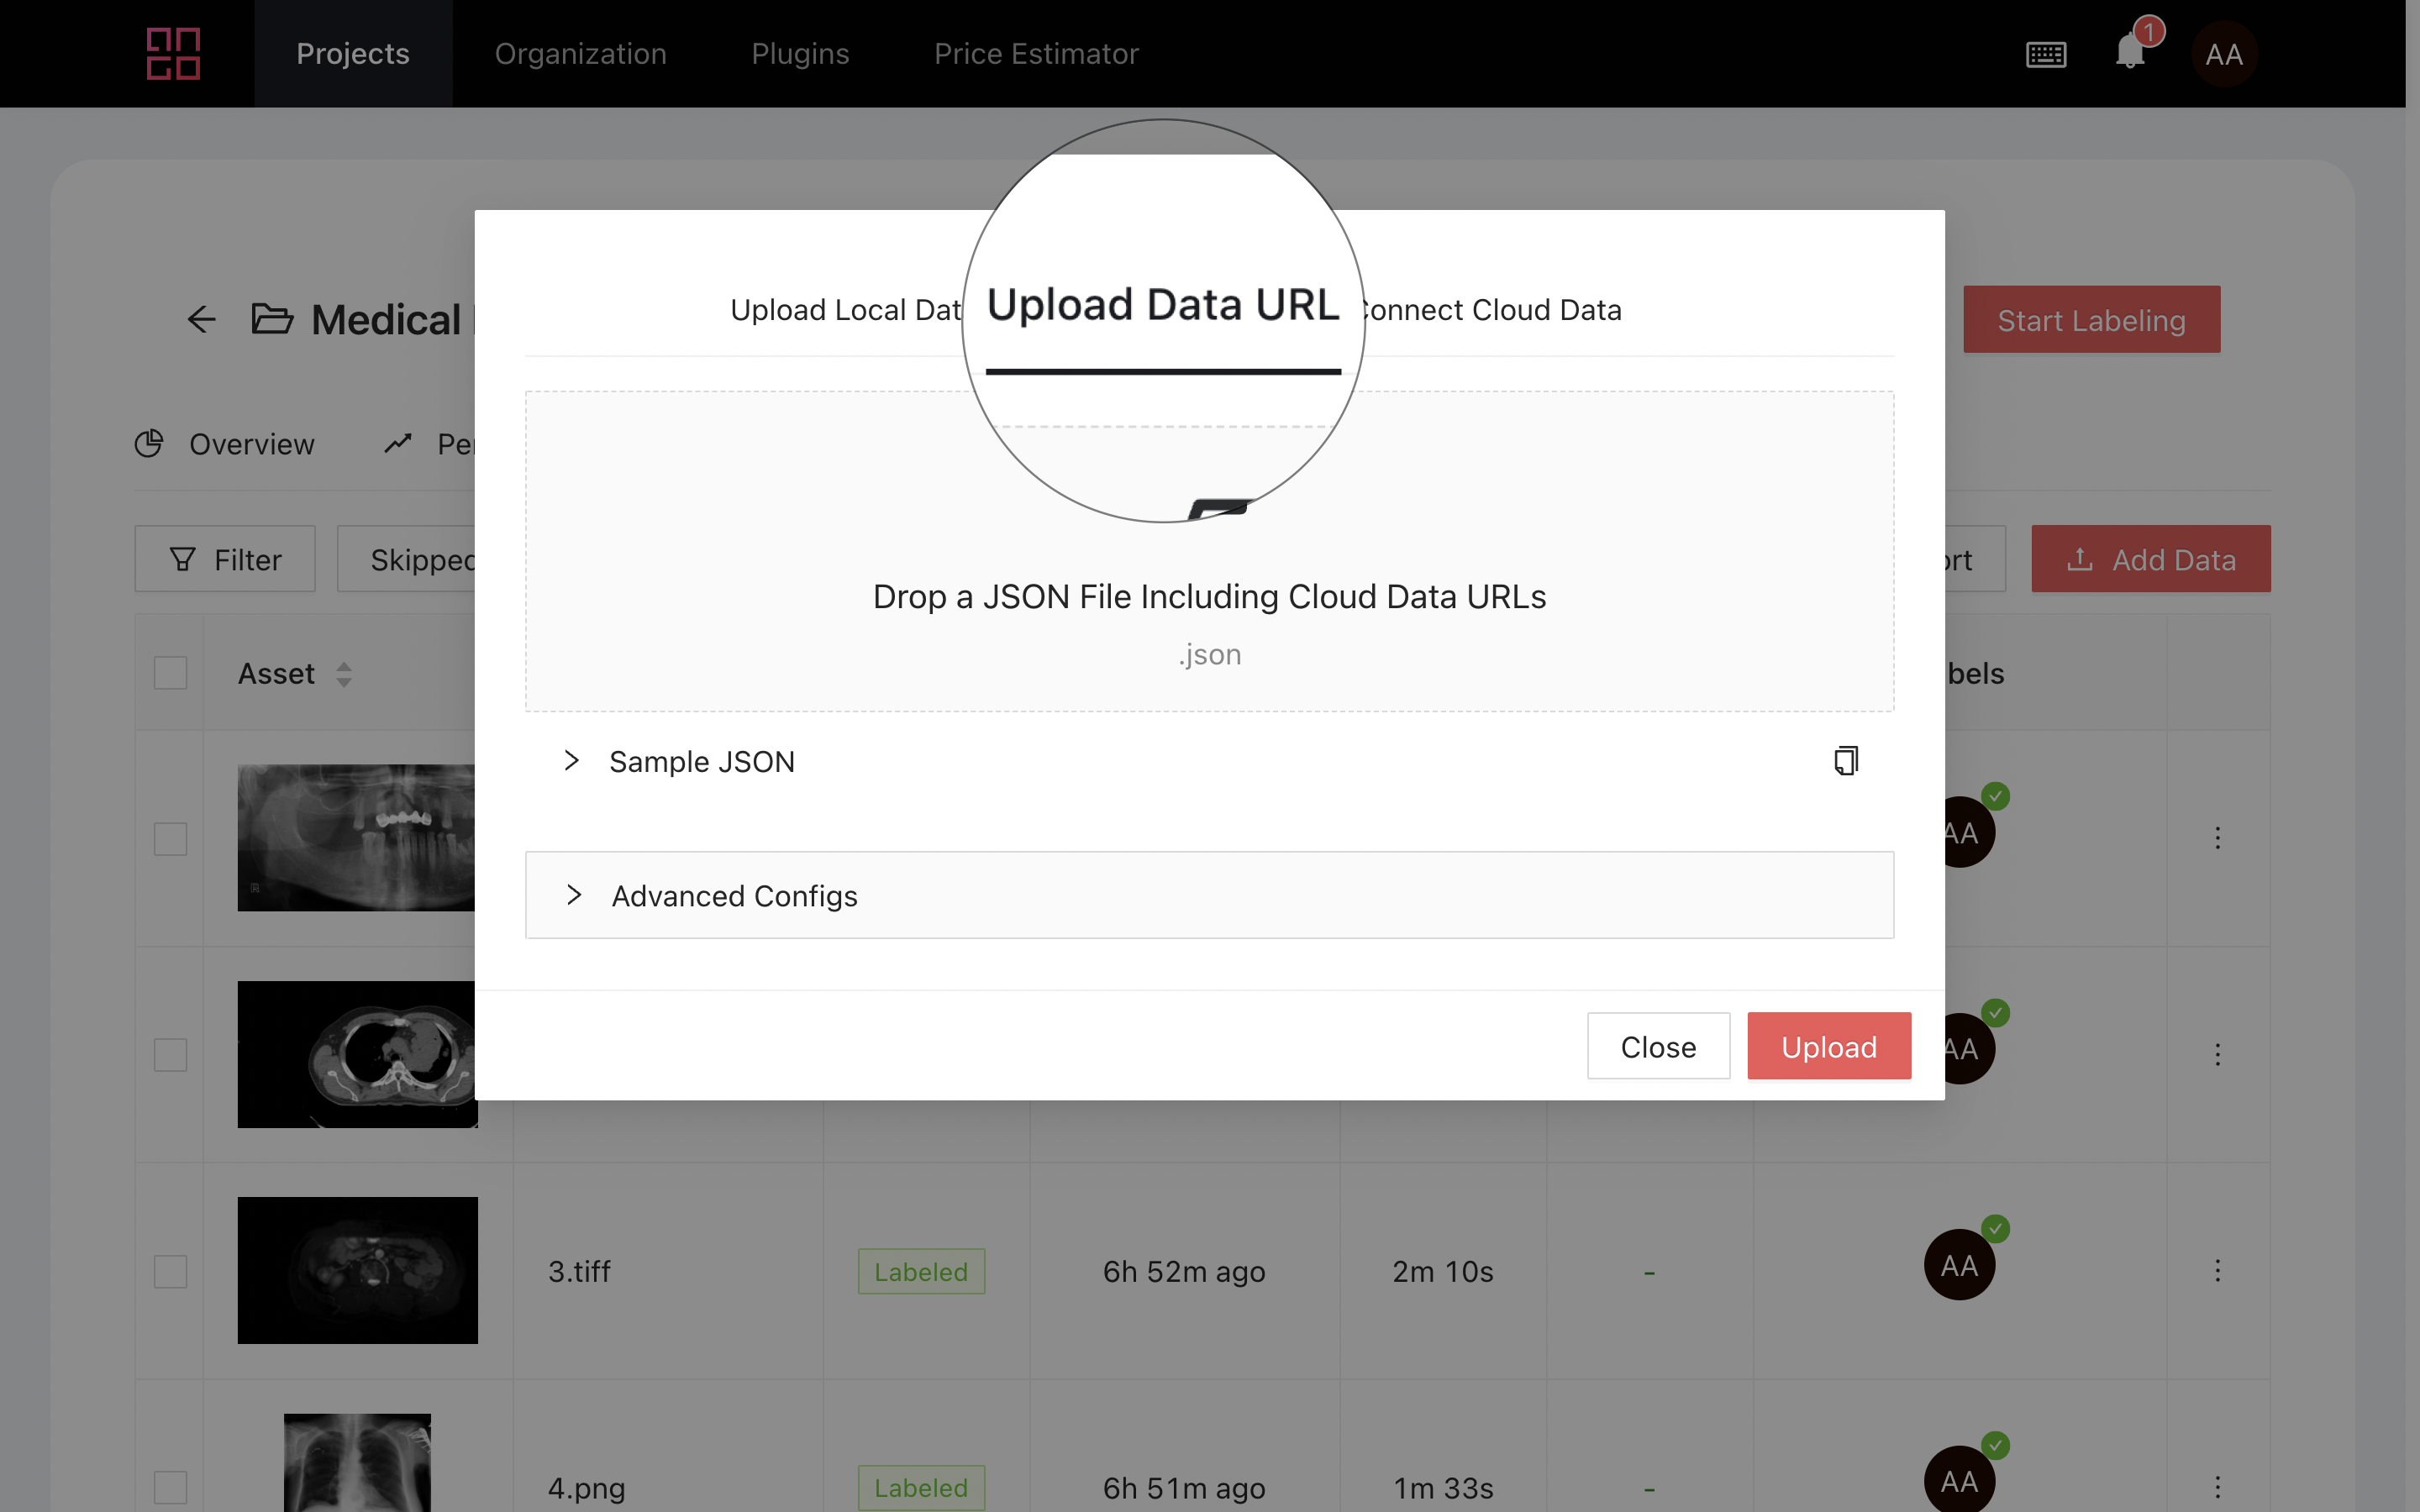 Projects
Organization
Plugins
Price Estimator
1
AA
Medical
Start Labeling
Upload Local Dat
Upload Data URL
Connect Cloud Data
Overview
Filter
Skipped
Add Data
Drop a JSON File Including Cloud Data URLs
.json
Asset
Sample JSON
AA
Advanced Configs
AA
Close
Upload
3.tiff
Labeled
6h 52m ago
2m 10s
-
AA
4.png
Labeled
6h 51m ago
1m 33s
-
AA